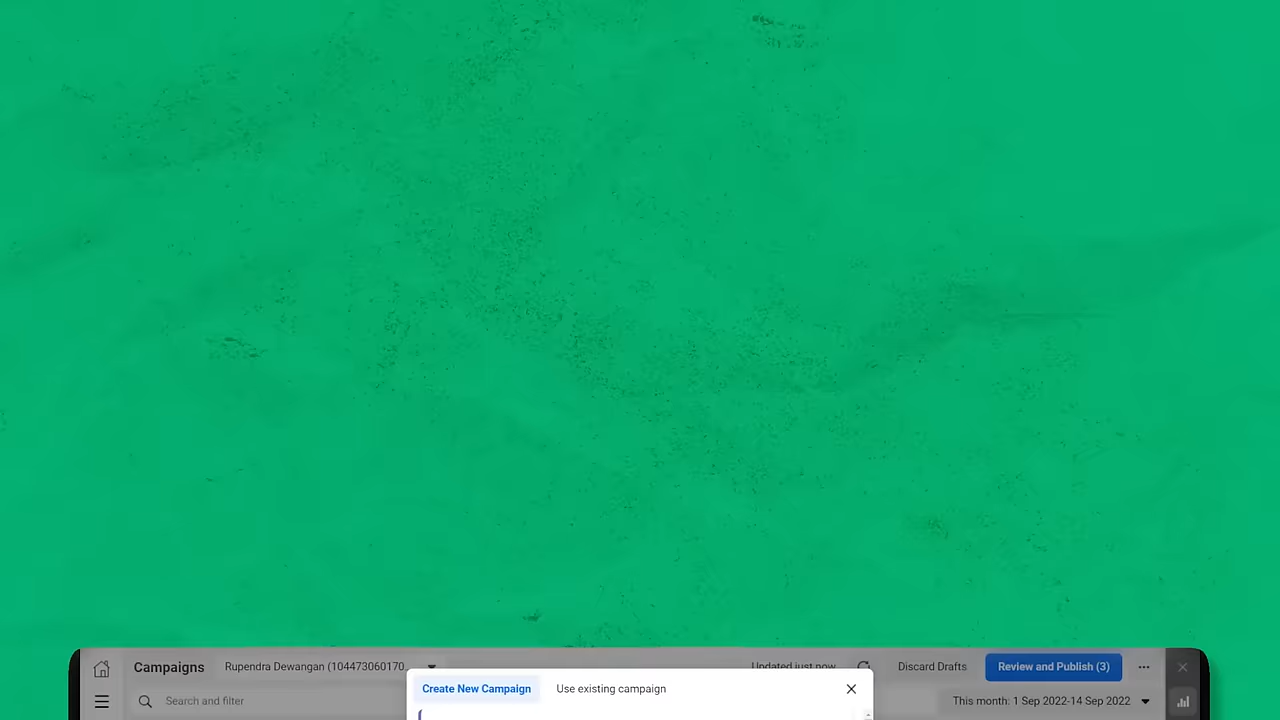 Campaigns Rupendra Dewangan (104473060170... Updated just now Discard Drafts Review and Publish (3)
Create New Campaign Use existing campaign
Search and filter This month: 1 Sep 2022-14 Sep 2022